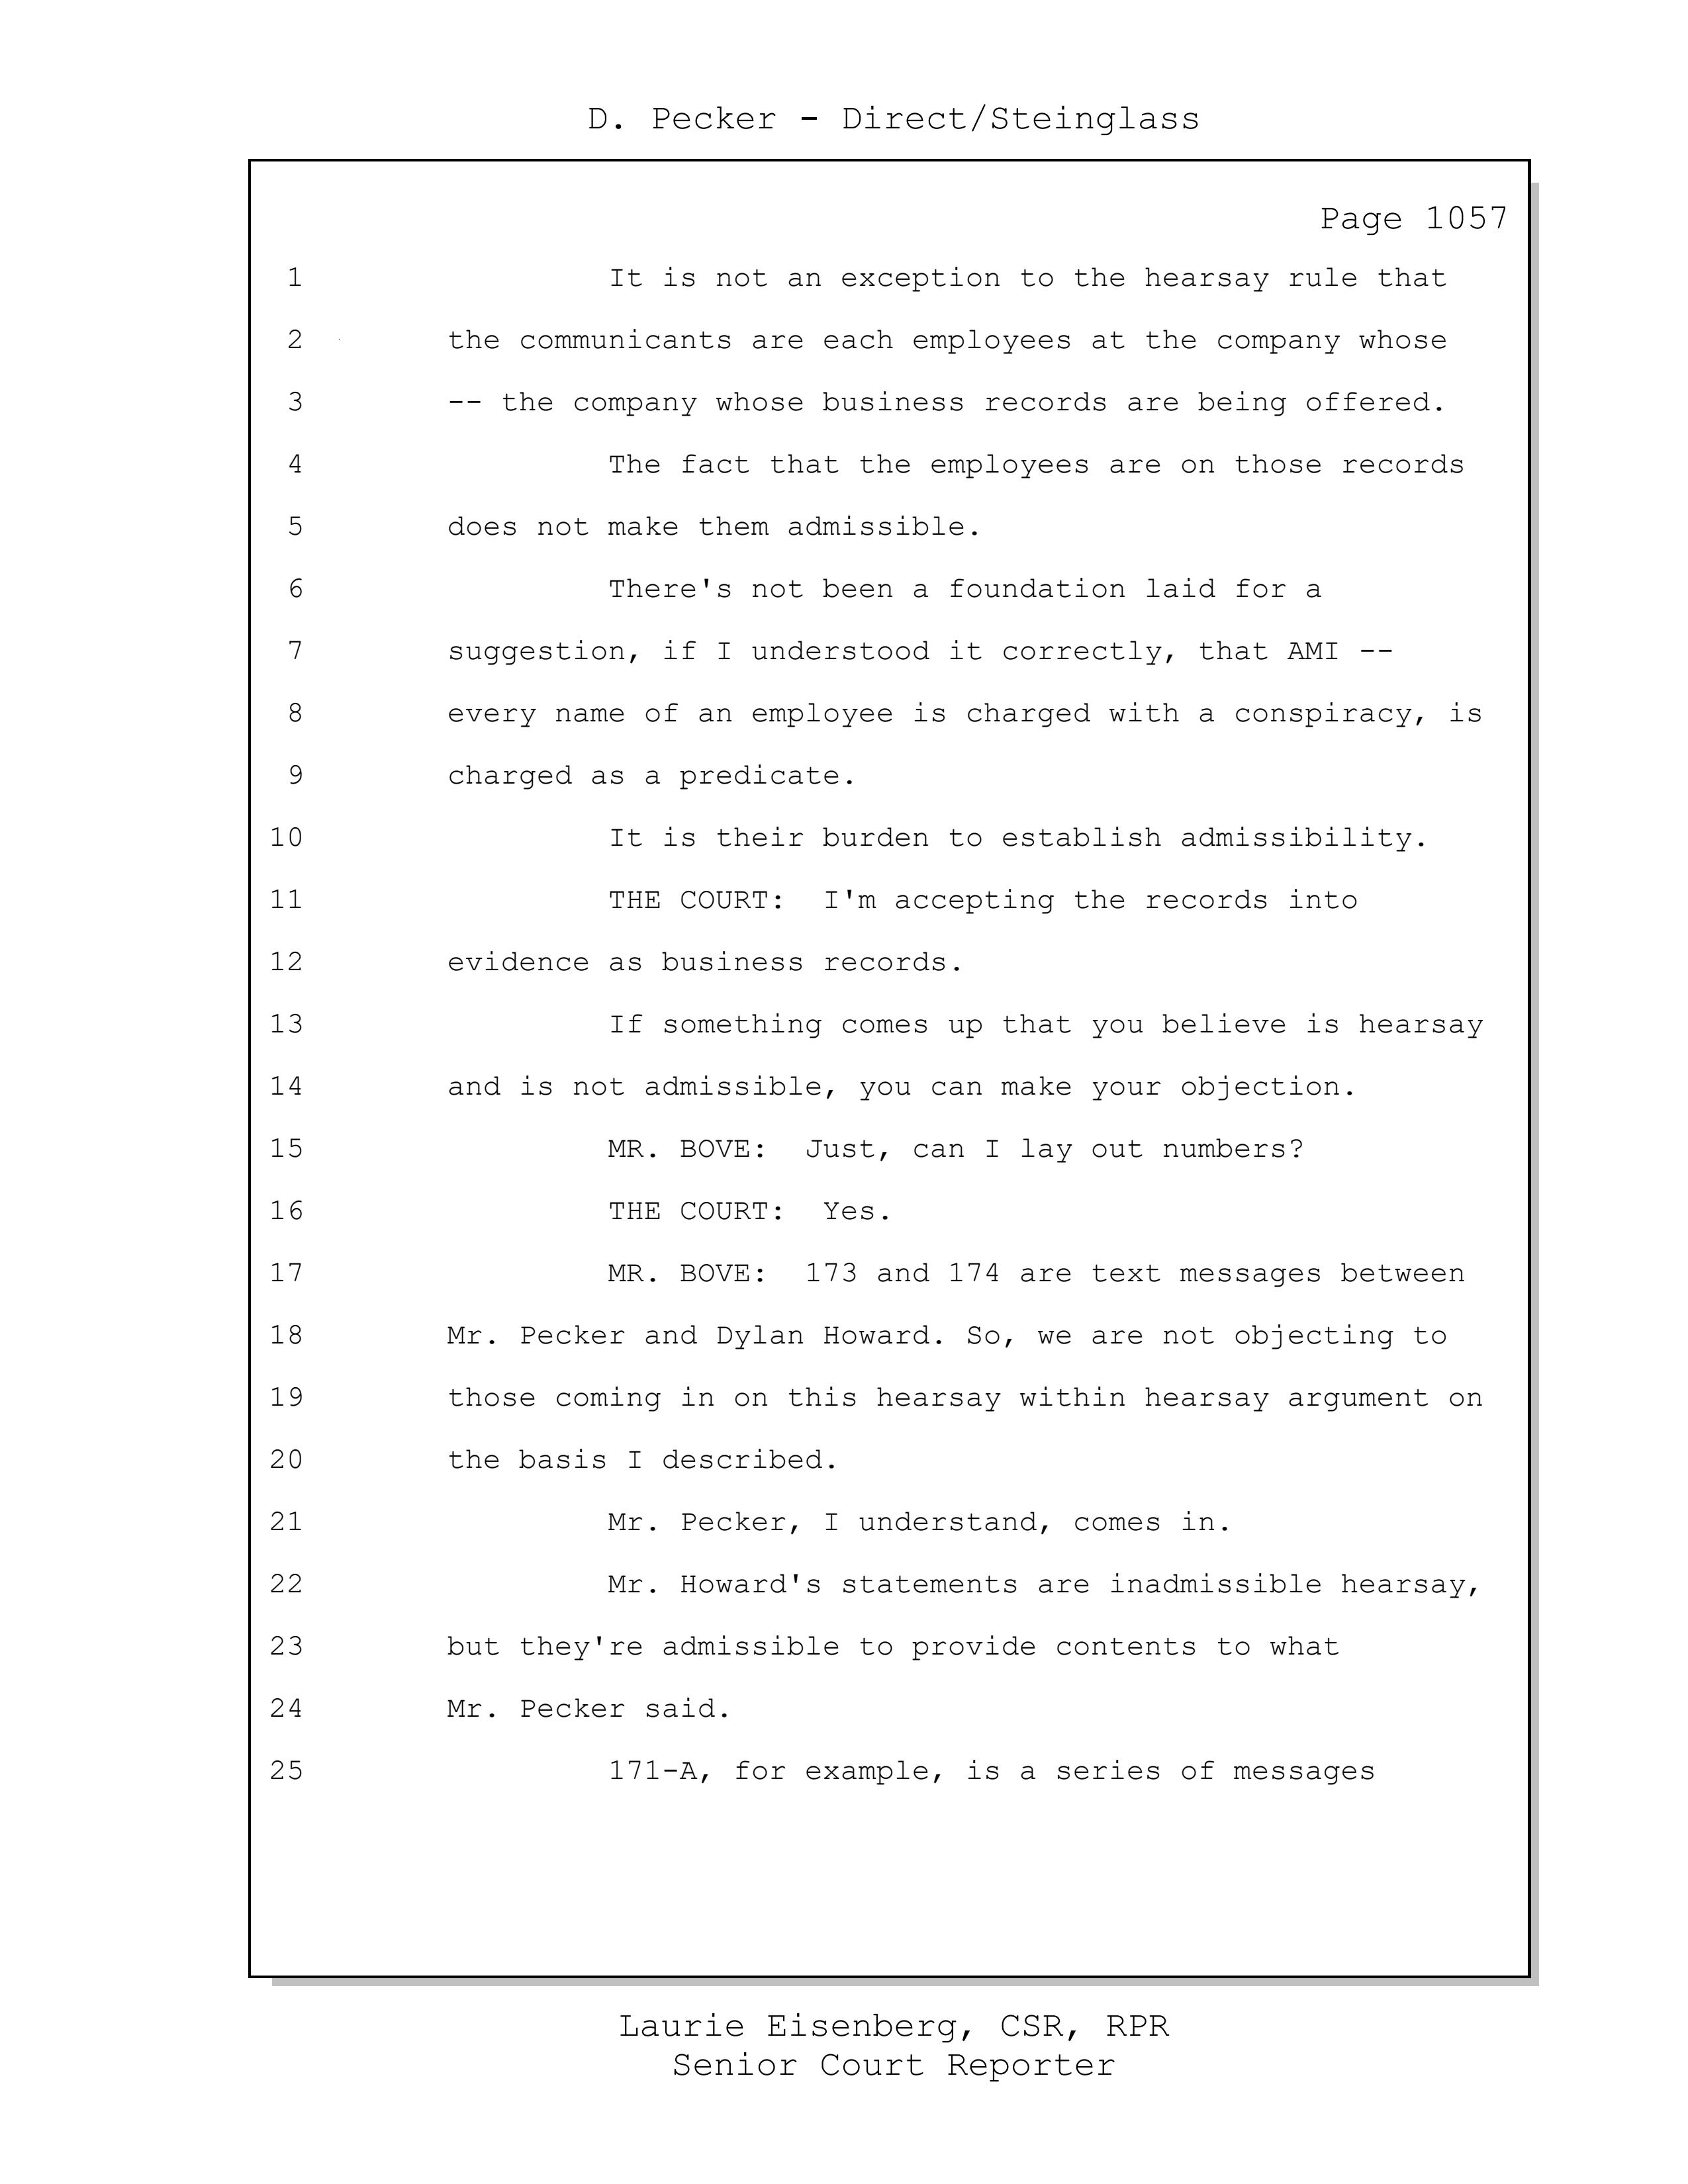 D. Pecker - Direct/Steinglass
Page 1057
1 It is not an exception to the hearsay rule that
2 the communicants are each employees at the company whose
3 -- the company whose business records are being offered.
4 The fact that the employees are on those records
5 does not make them admissible.
6 There's not been a foundation laid for a
7 suggestion, if I understood it correctly, that AMI --
8 every name of an employee is charged with a conspiracy, is
9 charged as a predicate.
10 It is their burden to establish admissibility.
11 THE COURT: I'm accepting the records into
12 evidence as business records.
13 If something comes up that you believe is hearsay
14 and is not admissible, you can make your objection.
15 MR. BOVE: Just, can I lay out numbers?
16 THE COURT: Yes.
17 MR. BOVE: 173 and 174 are text messages between
18 Mr. Pecker and Dylan Howard. So, we are not objecting to
19 those coming in on this hearsay within hearsay argument on
20 the basis I described.
21 Mr. Pecker, I understand, comes in.
22 Mr. Howard's statements are inadmissible hearsay,
23 but they're admissible to provide contents to what
24 Mr. Pecker said.
25 171-A, for example, is a series of messages
Laurie Eisenberg, CSR, RPR
Senior Court Reporter